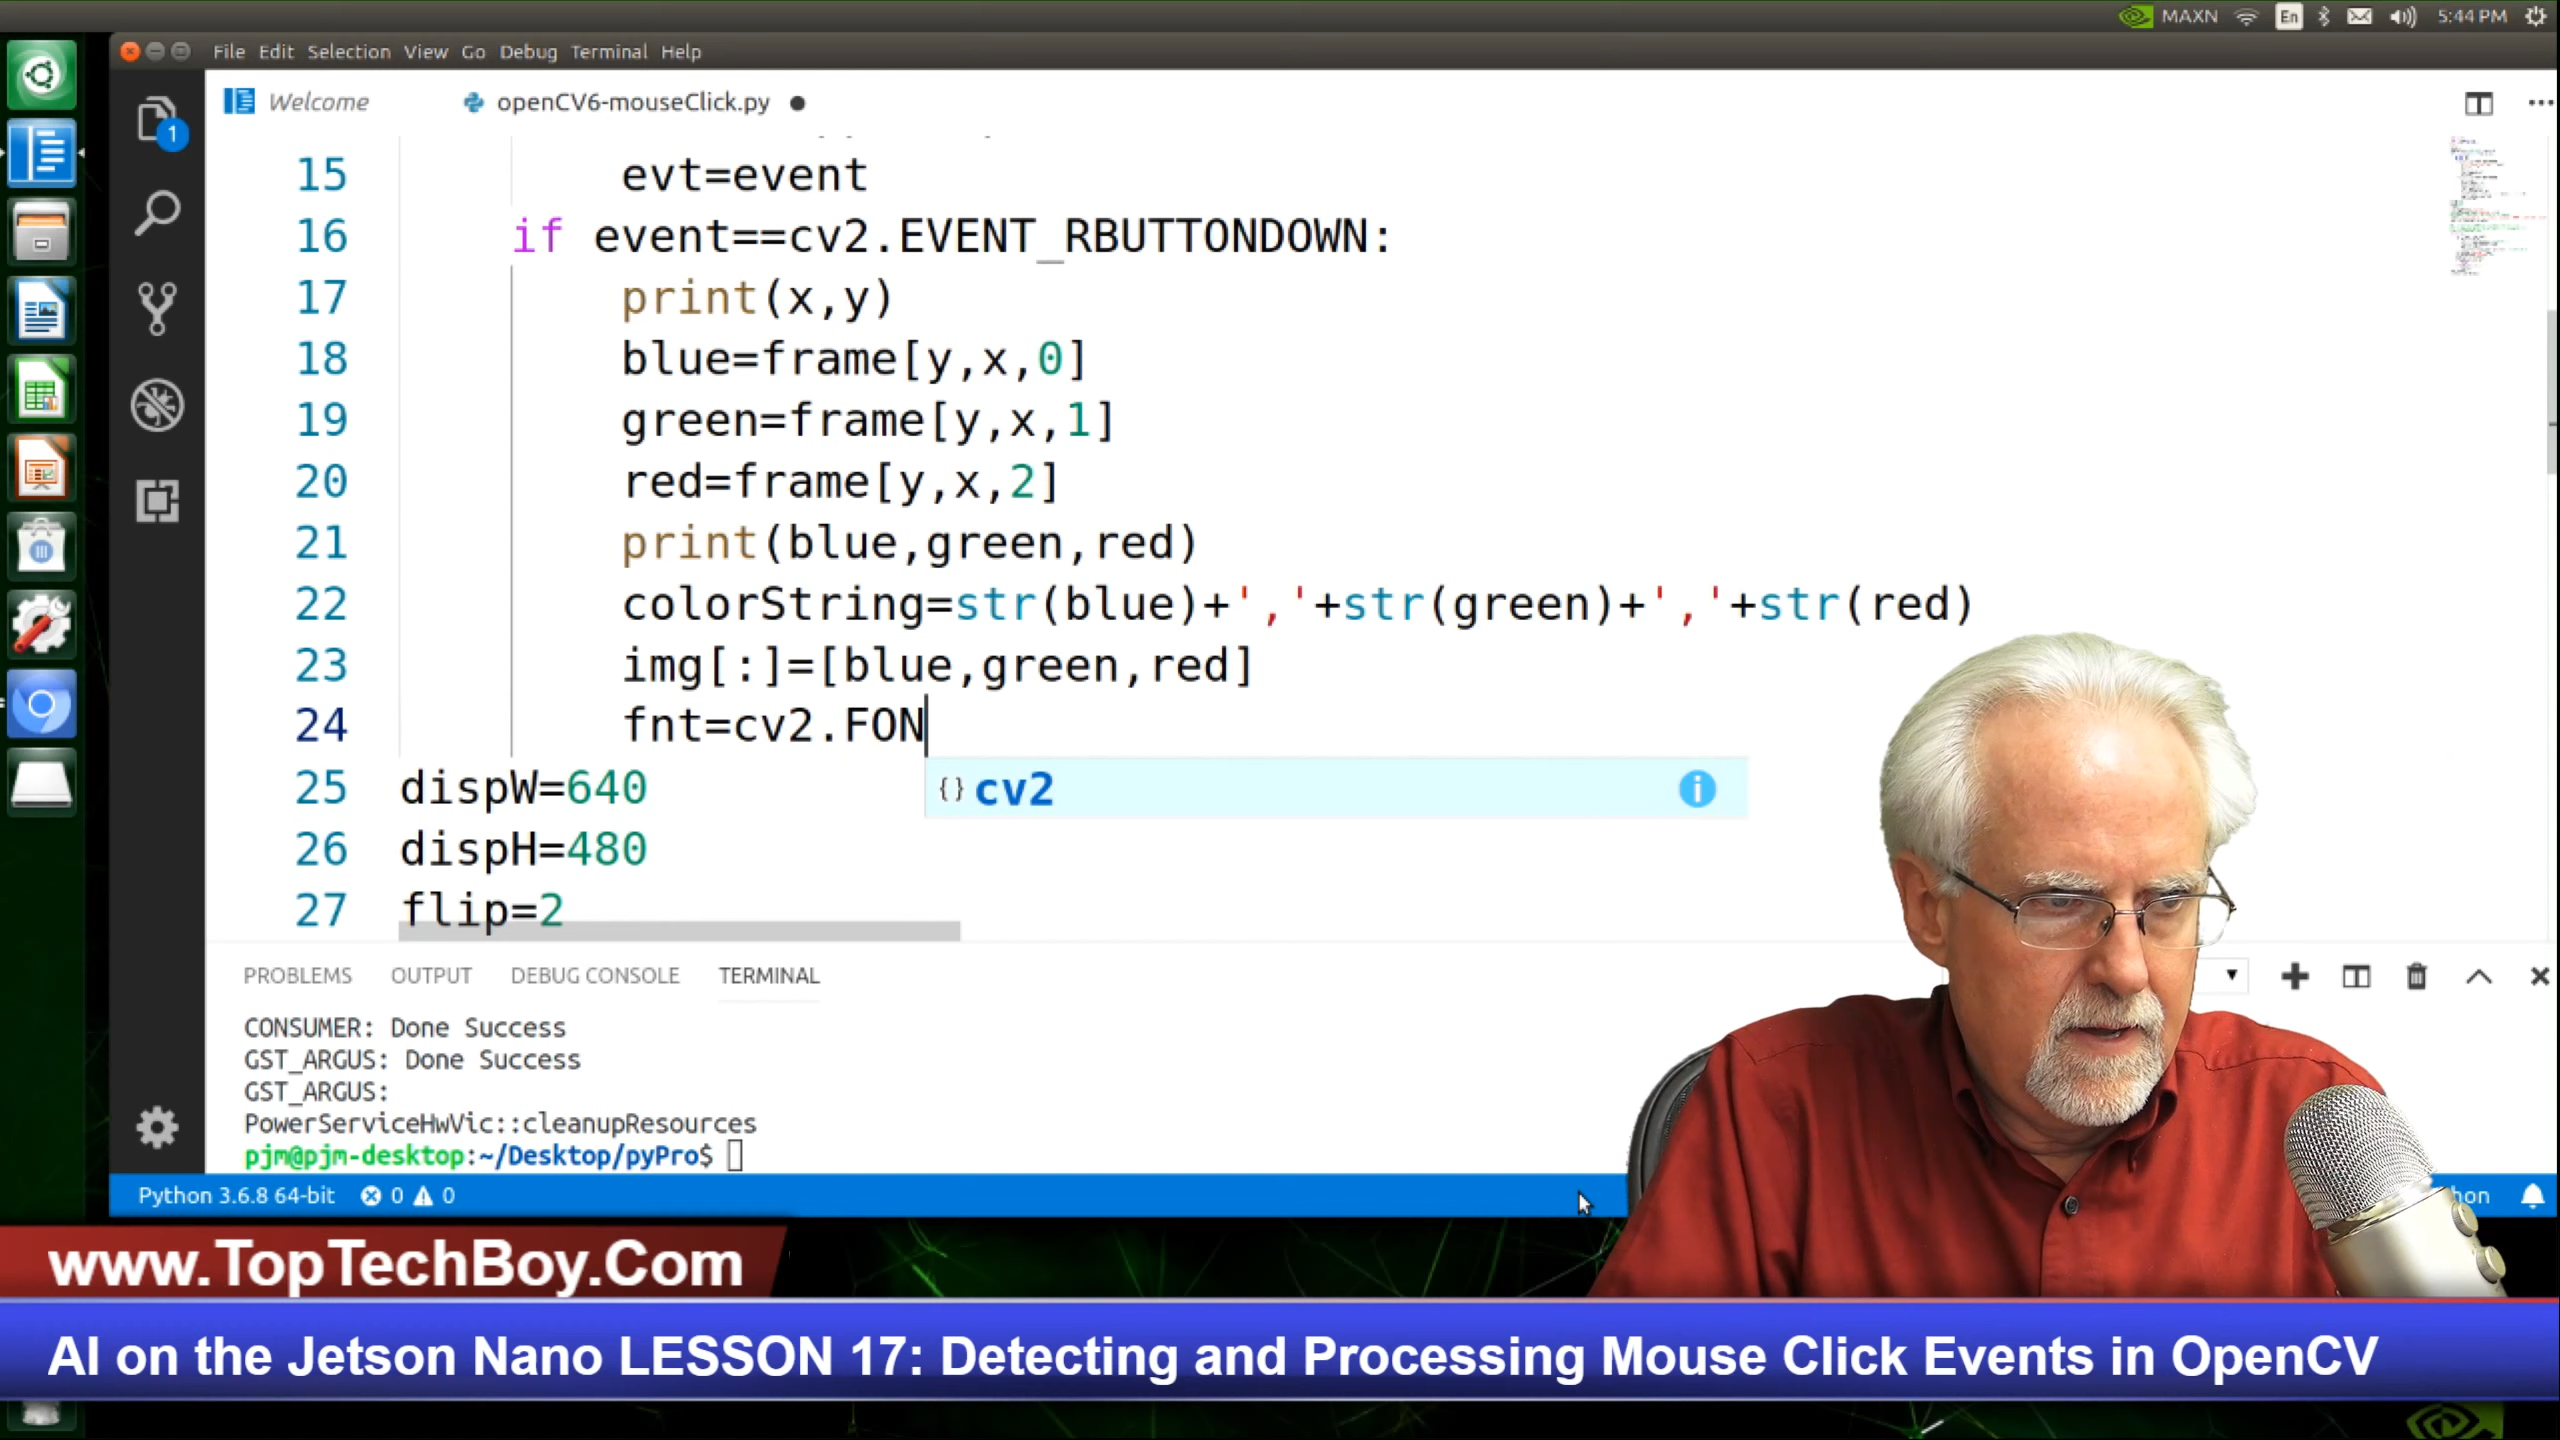 MAXN En 5:44 PM
File Edit Selection View Go Debug Terminal Help
Welcome openCV6-mouseClick.py
1
15 evt=event
16 if event==cv2.EVENT_RBUTTONDOWN:
17 print(x,y)
18 blue=frame[y,x,0]
19 green=frame[y,x,1]
20 red=frame[y,x,2]
21 print(blue,green,red)
22 colorString=str(blue)+','+str(green)+','+str(red)
23 img[:]=[blue,green,red]
24 fnt=cv2.FON
{} cv2
25 dispW=640
26 dispH=480
27 flip=2
PROBLEMS OUTPUT DEBUG CONSOLE TERMINAL
CONSUMER: Done Success
GST_ARGUS: Done Success
GST_ARGUS:
PowerServiceHwVic::cleanupResources
pjm@pjm-desktop:~/Desktop/pyPro$
Python 3.6.8 64-bit 0 0 hon
www.TopTechBoy.Com
AI on the Jetson Nano LESSON 17: Detecting and Processing Mouse Click Events in OpenCV